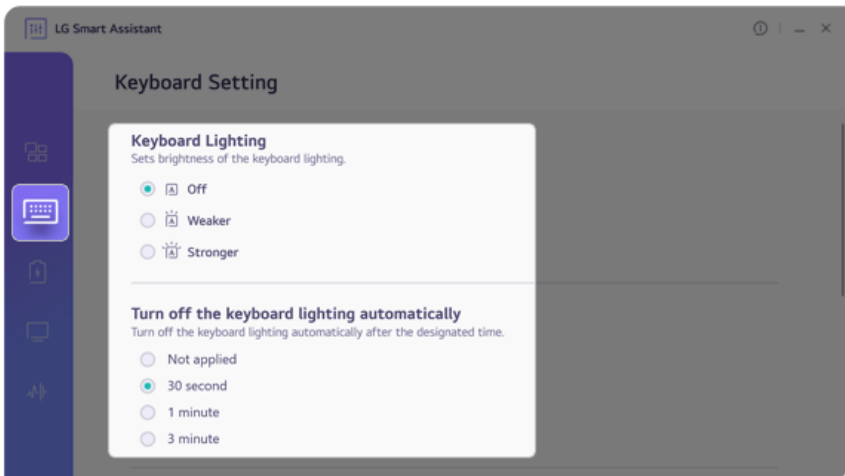 LG Smart Assistant
Keyboard Setting
Keyboard Lighting
Sets brightness of the keyboard lighting.
Off
Weaker
Stronger
Turn off the keyboard lighting automatically
Turn off the keyboard lighting automatically after the designated time.
Not applied
30 second
1 minute
3 minute